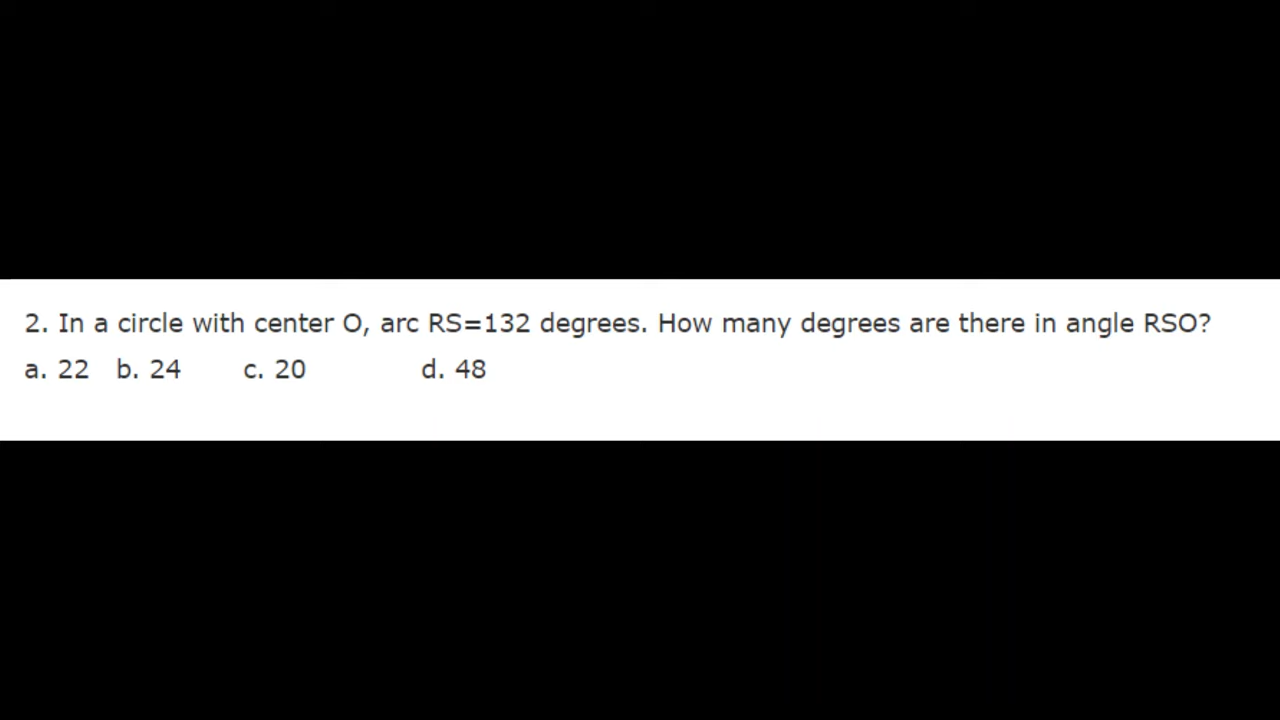 2. In a circle with center O, arc RS=132 degrees. How many degrees are there in angle RSO?
a. 22 b. 24 c. 20 d. 48